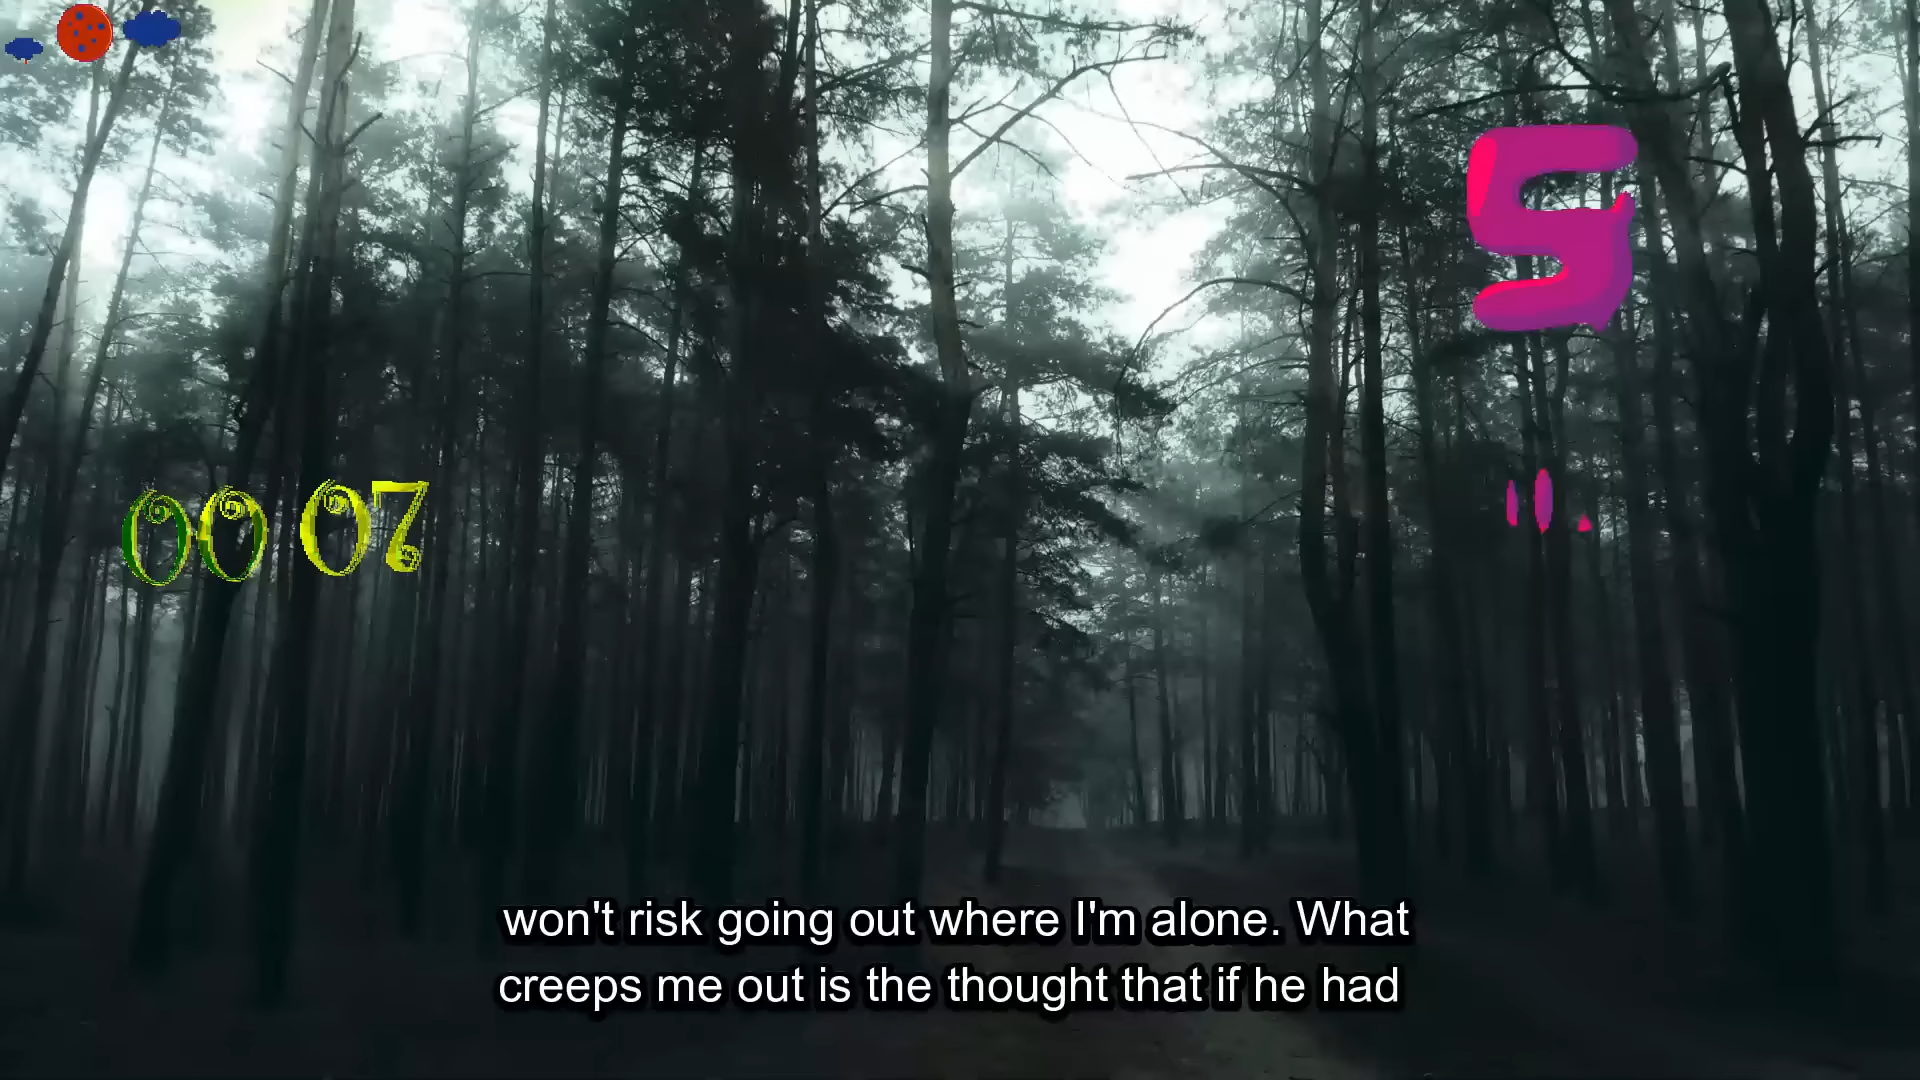 5
00 07
won't risk going out where I'm alone. What
creeps me out is the thought that if he had